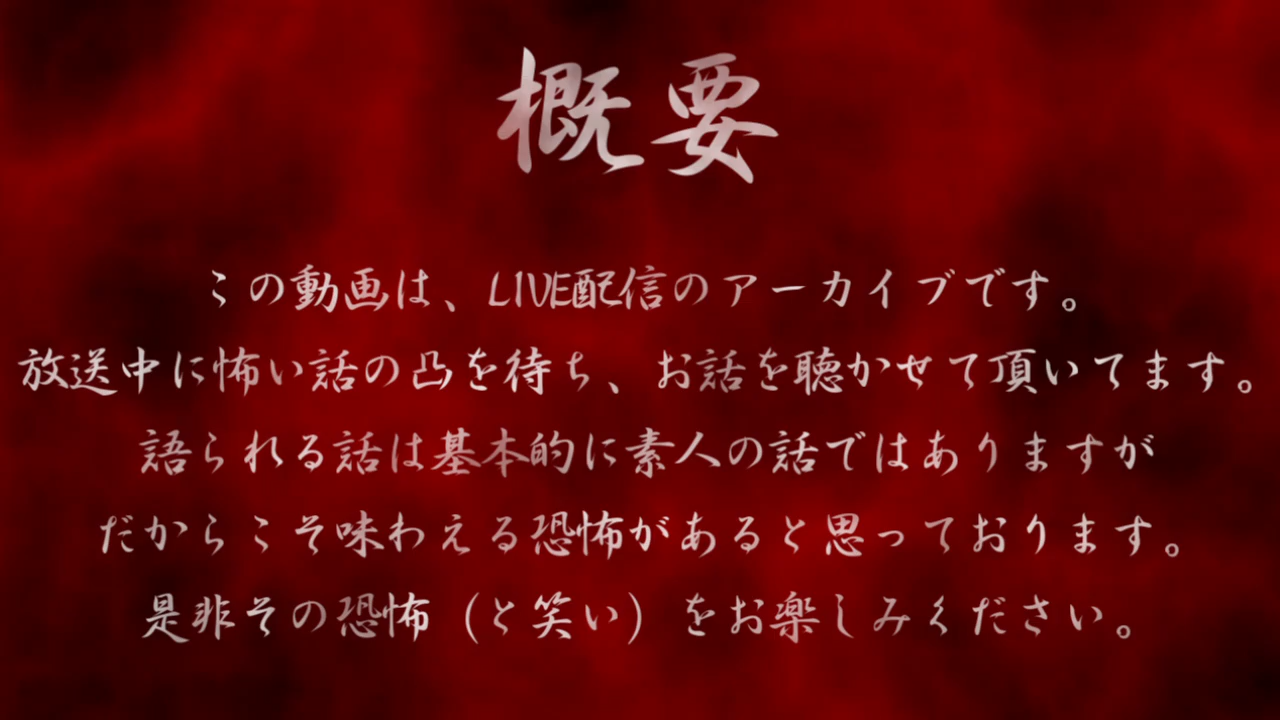 概要
この動画は、LIVE配信のアーカイブです。
放送中に怖い話の凸を待ち、お話を聴かせて頂いてます。
語られる話は基本的に素人の話ではありますが
だからこそ味わえる恐怖があると思っております。
是非その恐怖（と笑い）をお楽しみください。